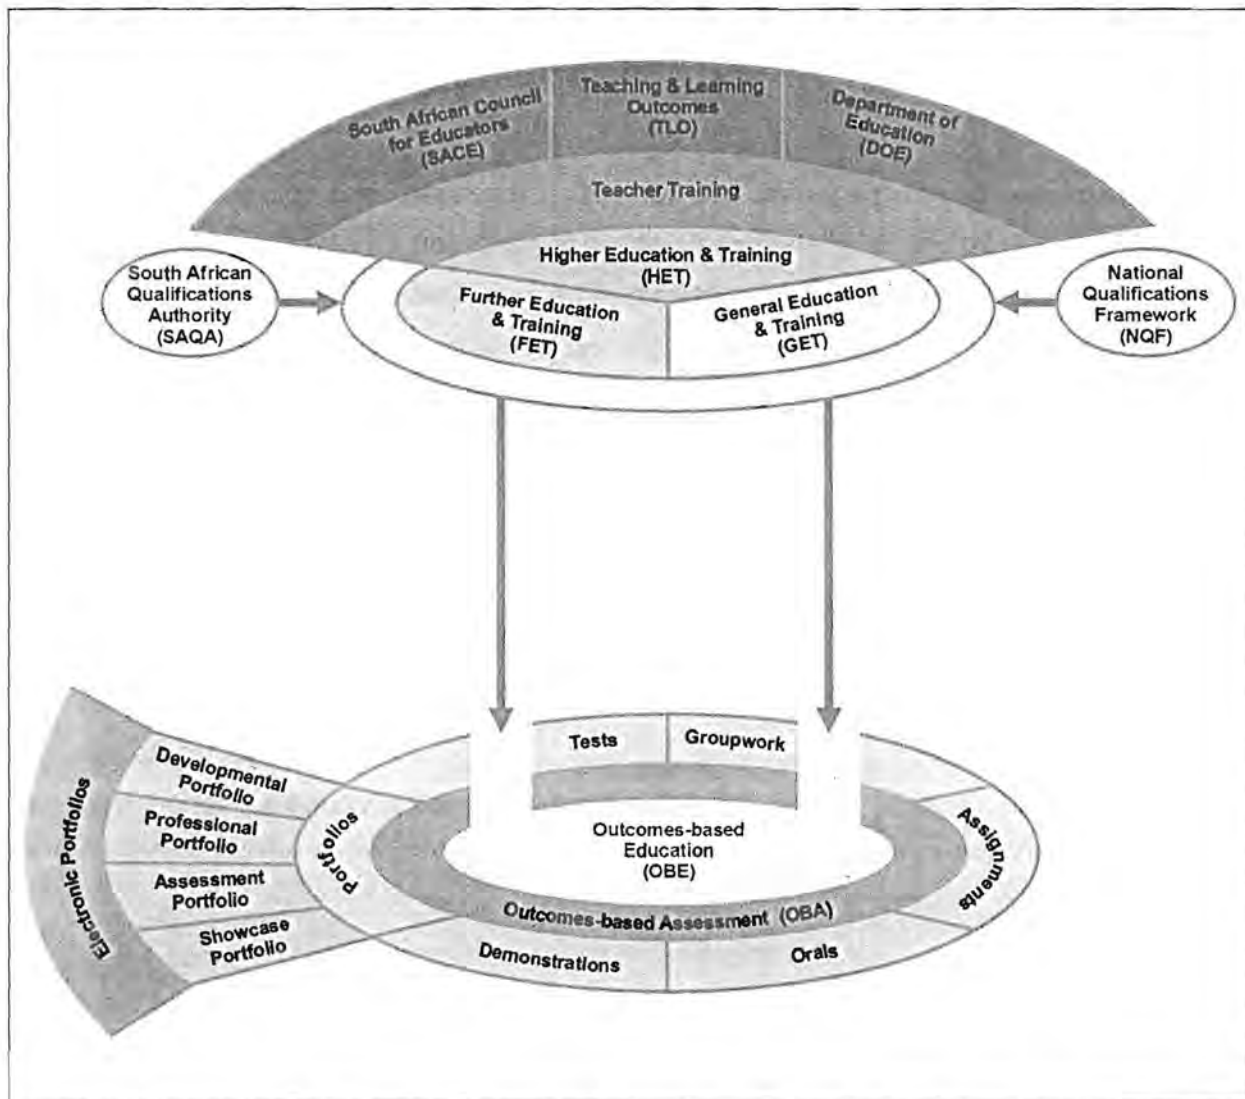 South African Council
for Educators
(SACE)
Teaching & Learning
Outcomes
(TLO)
Department of
Education
(DOE)
Teacher Training
Higher Education & Training
(HET)
South African
Qualifications
Authority
(SAQA)
Further Education
& Training
(FET)
General Education
& Training
(GET)
National
Qualifications
Framework
(NQF)
Tests
Groupwork
Developmental
Portfolio
Professional
Portfolio
Assessment
Portfolio
Showcase
Portfolio
Electronic Portfolios
Portfolios
Outcomes-based
Education
(OBE)
Assignments
Outcomes-based Assessment (OBA)
Demonstrations
Orals